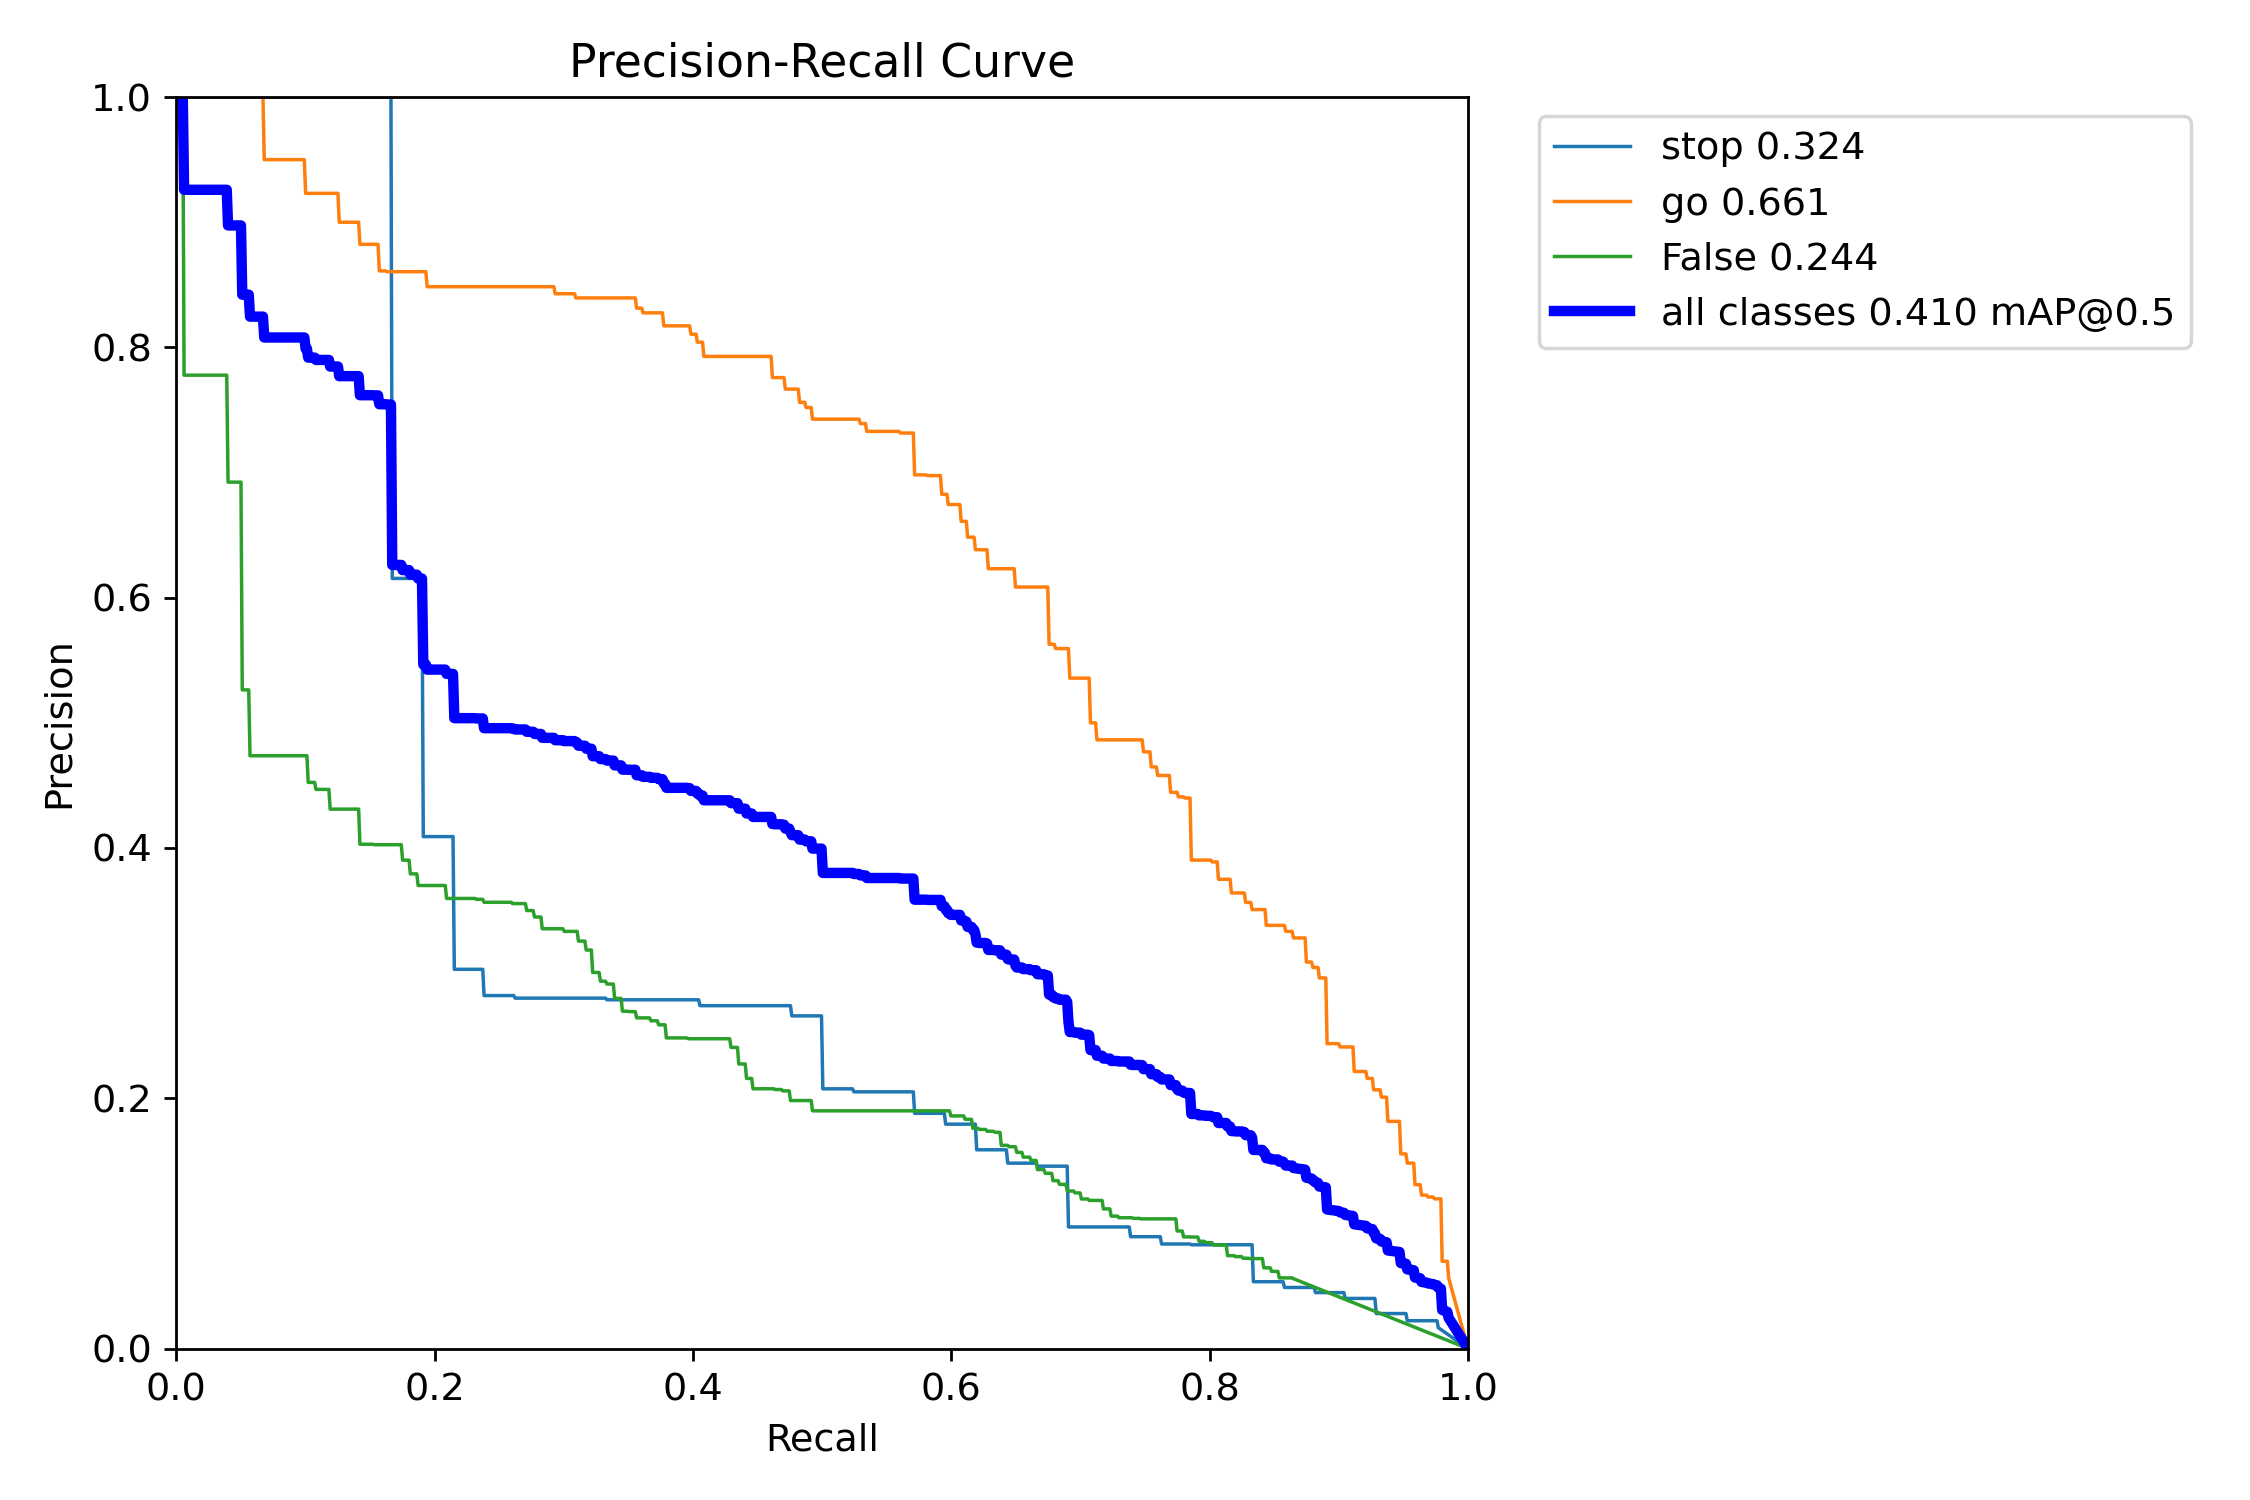 Precision-Recall Curve
1.0
0.8
0.6
0.4
0.2
0.0
Precision
0.0 0.2 0.4 0.6 0.8 1.0
Recall
stop 0.324
go 0.661
False 0.244
all classes 0.410 mAP@0.5